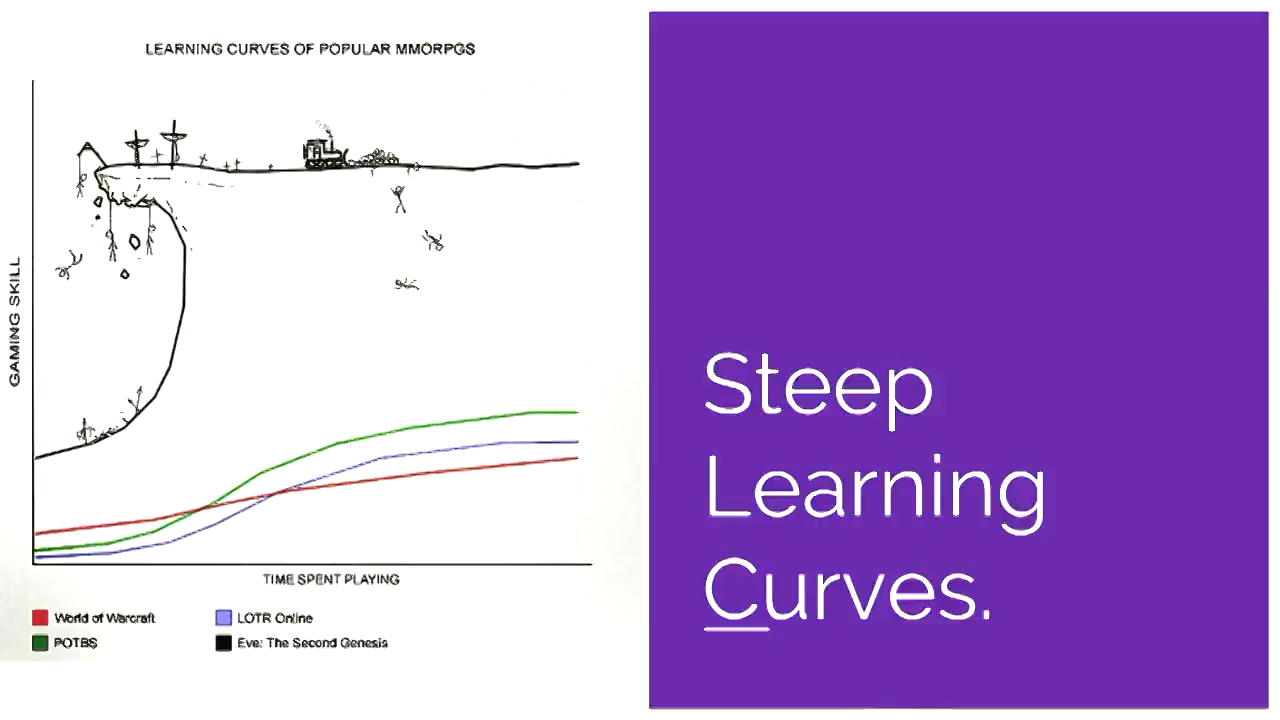 LEARNING CURVES OF POPULAR MMORPGS
GAMING SKILL
TIME SPENT PLAYING
World of Warcraft
LOTR Online
POTBS
Eve: The Second Genesis
Steep
Learning
Curves.